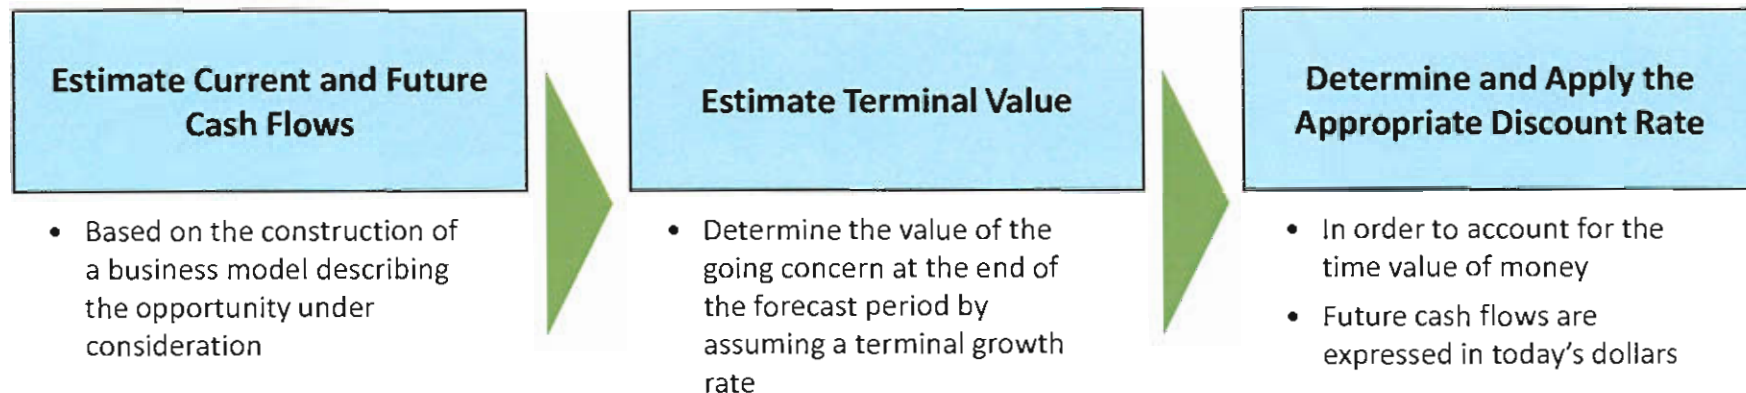 Estimate Current and Future
Cash Flows
• Based on the construction of
a business model describing
the opportunity under
consideration
Estimate Terminal Value
• Determine the value of the
going concern at the end of
the forecast period by
assuming a terminal growth
rate
Determine and Apply the
Appropriate Discount Rate
• In order to account for the
time value of money
• Future cash flows are
expressed in today's dollars